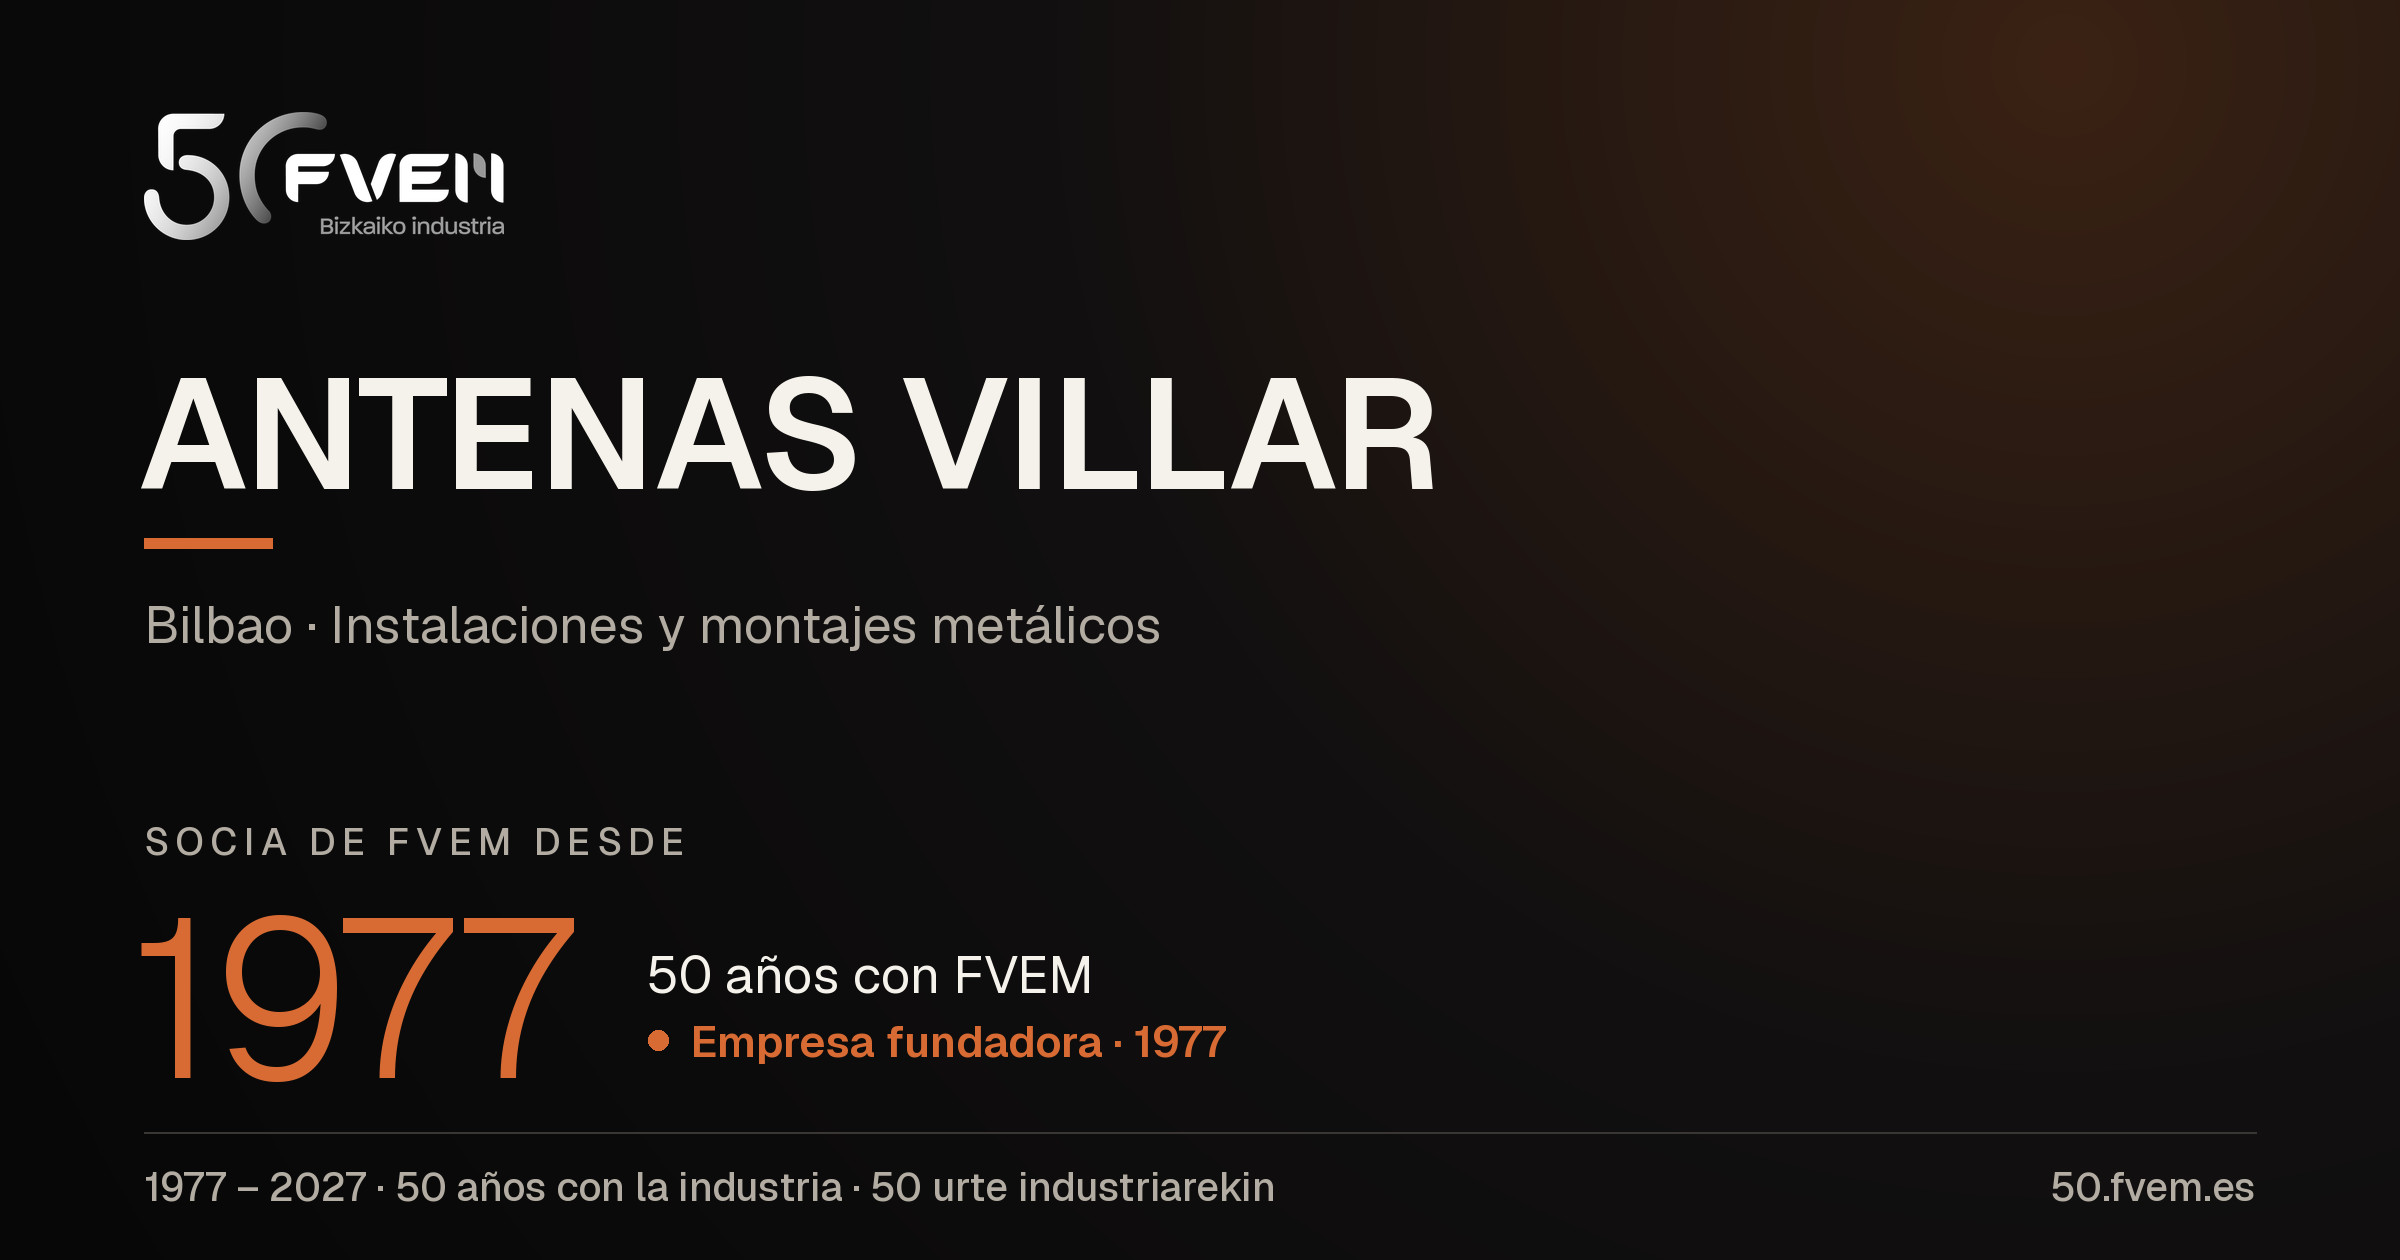 50 FVEM
Bizkaiko industria
ANTENAS VILLAR
Bilbao · Instalaciones y montajes metálicos
SOCIA DE FVEM DESDE
1977
50 años con FVEM
Empresa fundadora · 1977
1977 – 2027 · 50 años con la industria · 50 urte industriarekin
50.fvem.es